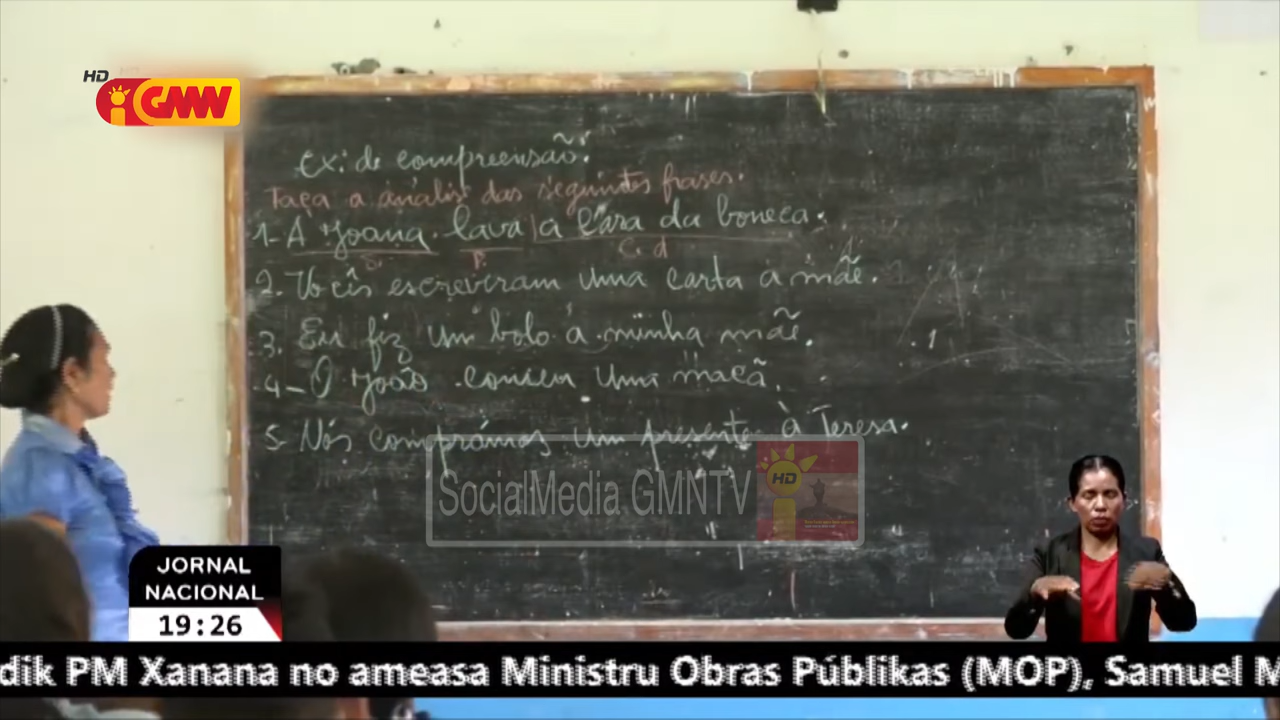 HD
GMN
ex: de compreensão:
Faça a análise das seguintes frases.
1- A Joana lava a cara da boneca.
S. P. C. d
2. Vocês escreveram uma carta a mãe.
3. Eu fiz um bolo á minha mãe.
4- O João comeu uma maçã.
5 Nós comprámos um presente à Teresa.
SocialMedia GMNTV
HD
JORNAL
NACIONAL
19:26
dik PM Xanana no ameasa Ministru Obras Públikas (MOP), Samuel M